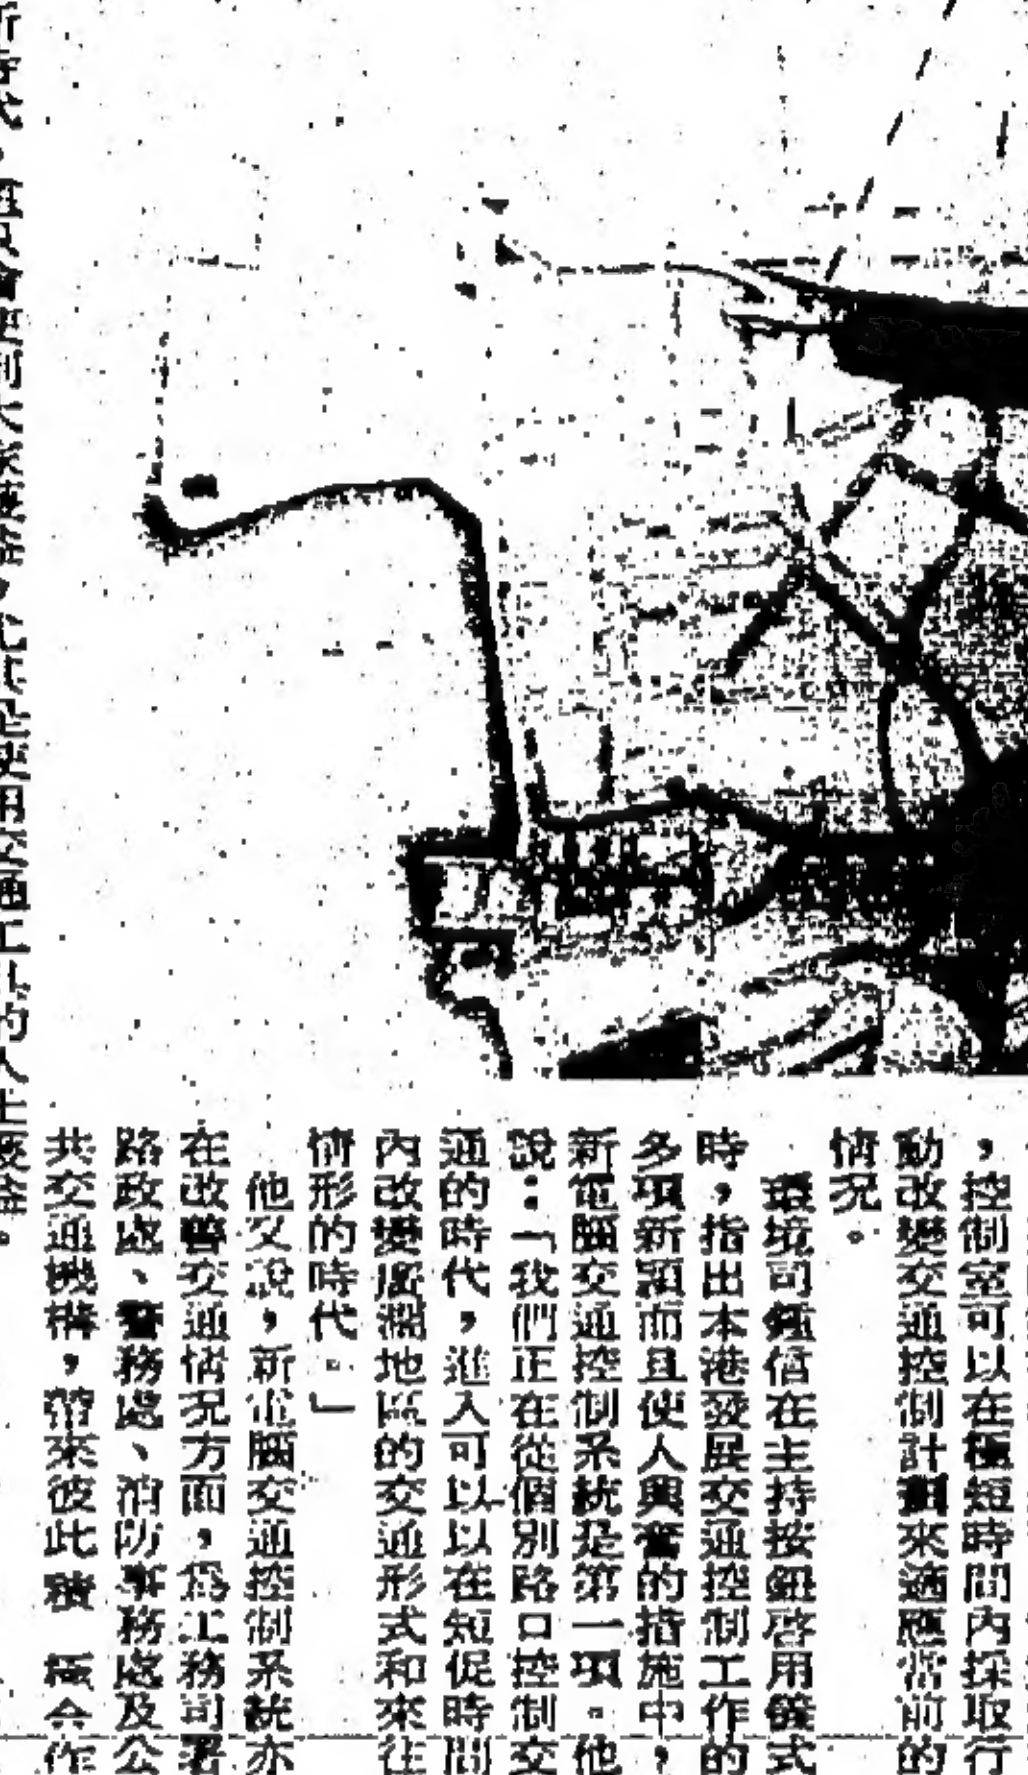 ，控制室可以在極短時間內採取行
動改變交通控制計劃來適應當前的
情況。
環境司鍾信在主持按鈕啓用儀式
時，指出本港發展交通控制工作的
多項新穎而且使人興奮的措施中，
新電腦交通控制系統是第一項。他
說：「我們正在從個別路口控制交
通的時代，進入可以以在短促時間
內改變廣濶地區的交通形式和來往
情形的時代。」
他又說，新電腦交通控制系統亦
在改善交通情況方面，爲工務司署
路政處、警務處、消防事務處及公
共交通機構，帶來彼此積極合作